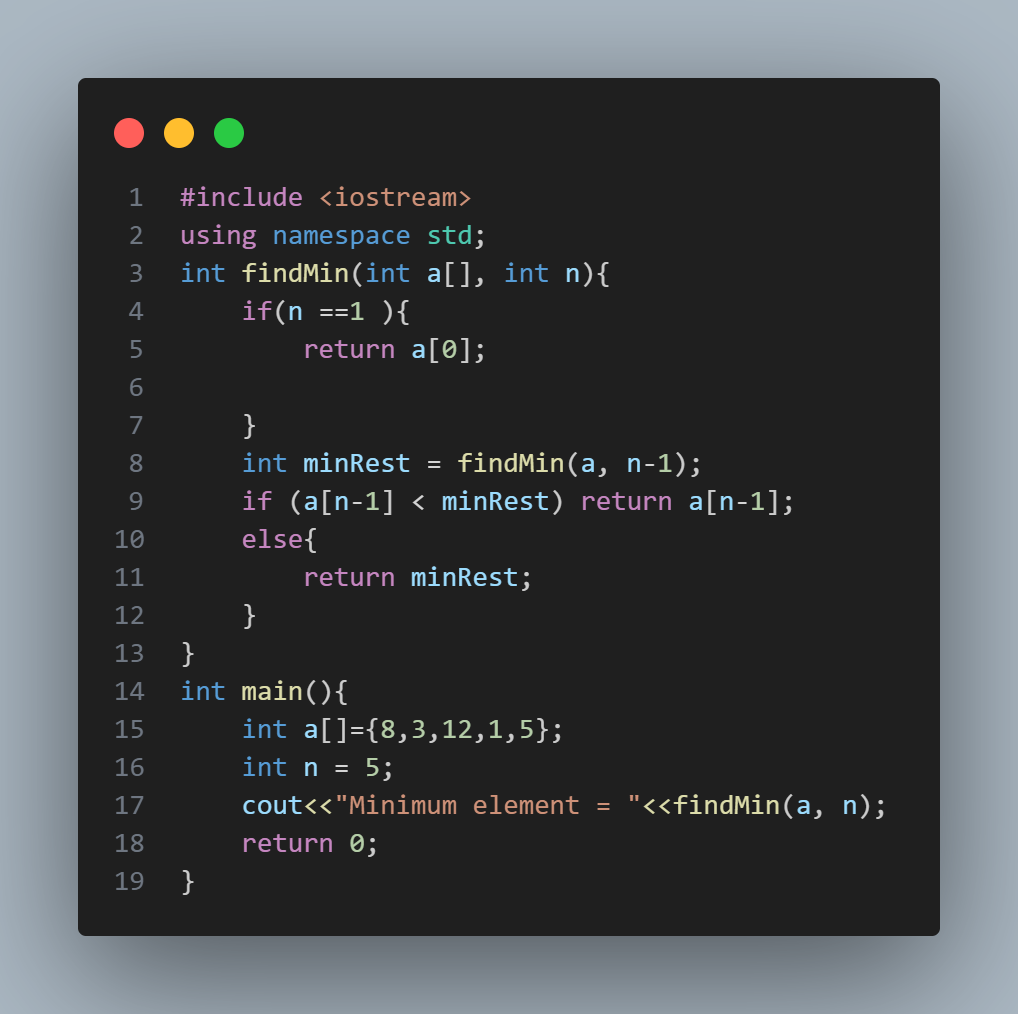 1 #include <iostream>
2 using namespace std;
3 int findMin(int a[], int n){
4     if(n ==1 ){
5         return a[0];
6
7     }
8     int minRest = findMin(a, n-1);
9     if (a[n-1] < minRest) return a[n-1];
10     else{
11         return minRest;
12     }
13 }
14 int main(){
15     int a[]={8,3,12,1,5};
16     int n = 5;
17     cout<<"Minimum element = "<<findMin(a, n);
18     return 0;
19 }